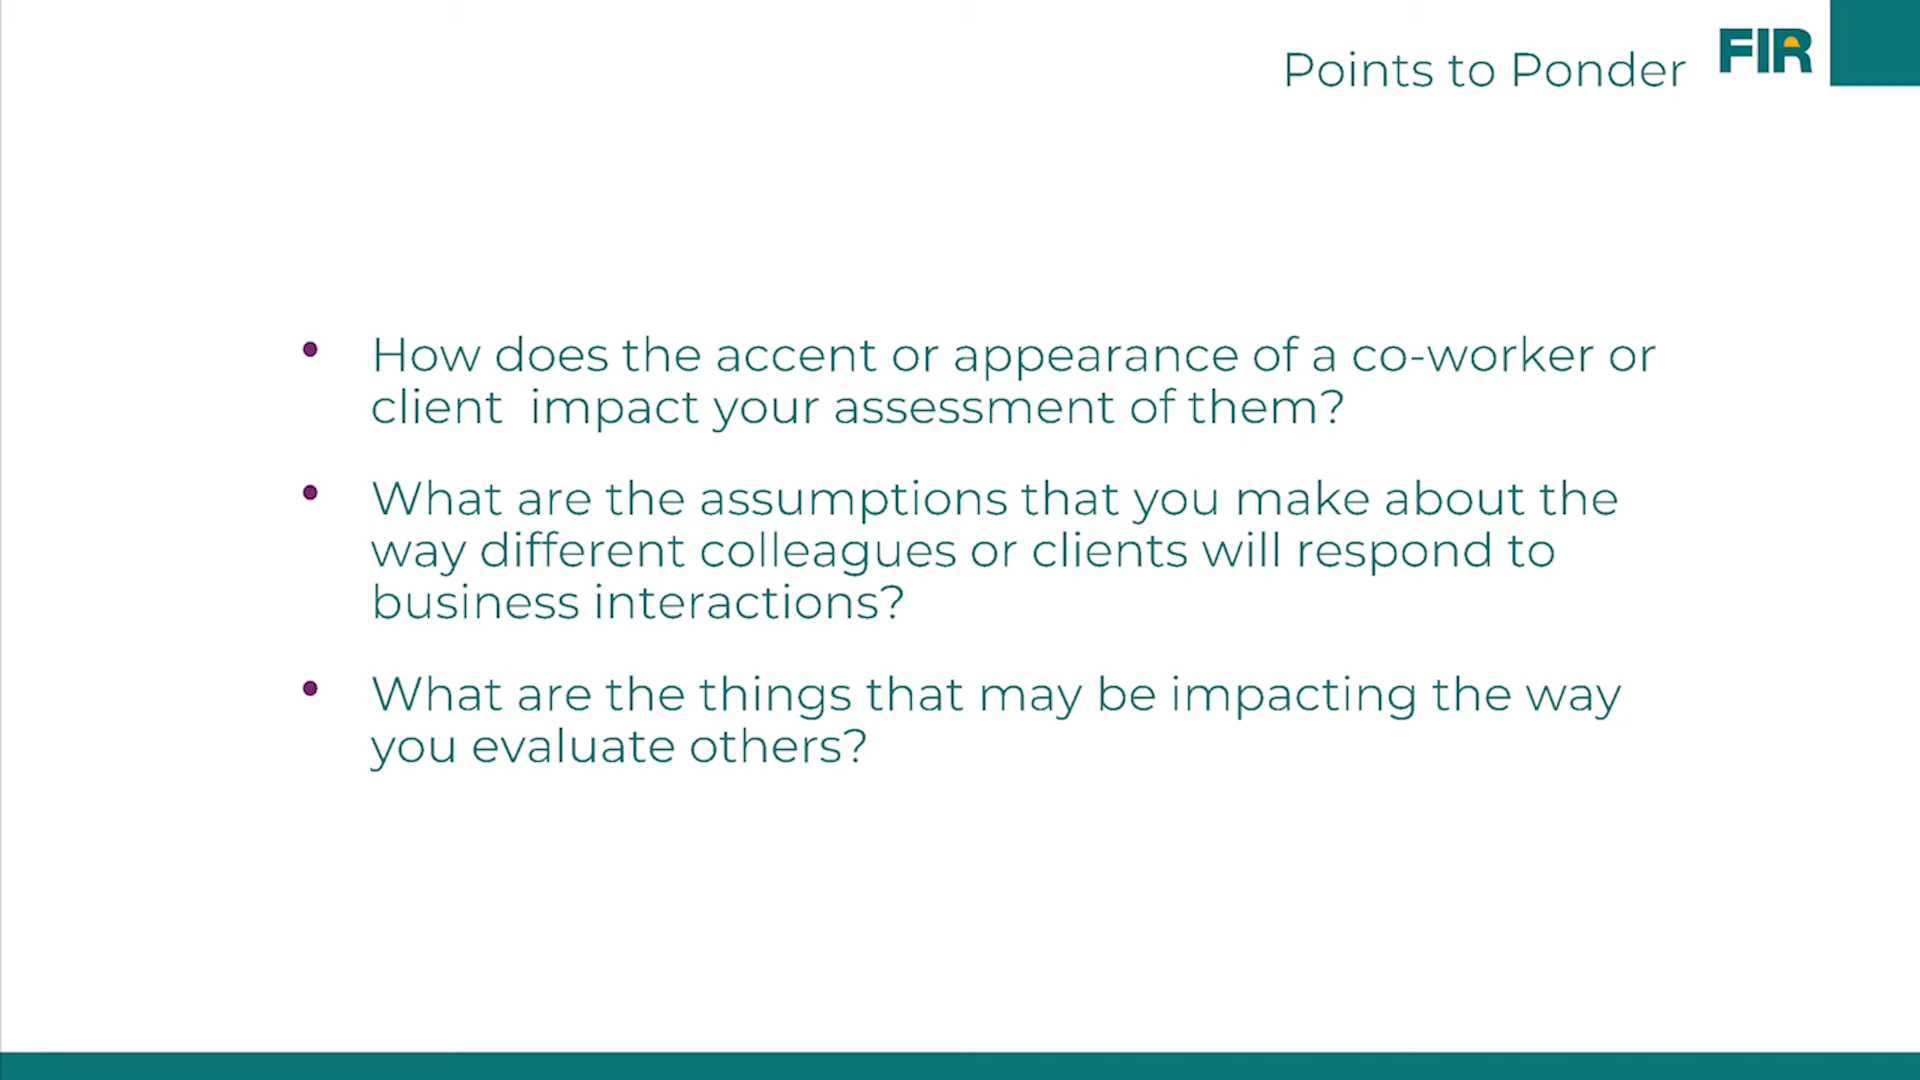 Points to Ponder
FIR
• How does the accent or appearance of a co-worker or
client  impact your assessment of them?
• What are the assumptions that you make about the
way different colleagues or clients will respond to
business interactions?
• What are the things that may be impacting the way
you evaluate others?